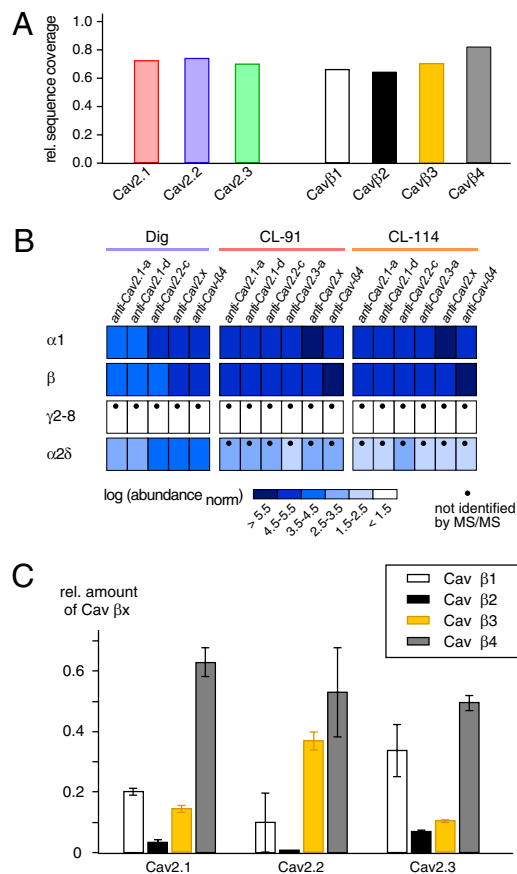 A
rel. sequence coverage
1.0
0.8
0.6
0.4
0.2
0.0
Cav2.1
Cav2.2
Cav2.3
Cavβ1
Cavβ2
Cavβ3
Cavβ4
B
Dig
CL-91
CL-114
anti-Cav2.1-a
anti-Cav2.1-d
anti-Cav2.2-c
anti-Cav2.x
anti-Cav-ß4
anti-Cav2.1-a
anti-Cav2.1-d
anti-Cav2.2-c
anti-Cav2.3-a
anti-Cav2.x
anti-Cav-ß4
anti-Cav2.1-a
anti-Cav2.1-d
anti-Cav2.2-c
anti-Cav2.3-a
anti-Cav2.x
anti-Cav-ß4
α1
β
γ2-8
α2δ
log (abundance norm)
> 5.5
4.5-5.5
3.5-4.5
2.5-3.5
1.5-2.5
< 1.5
not identified
by MS/MS
C
rel. amount
of Cav βx
Cav β1
Cav β2
Cav β3
Cav β4
0.6
0.4
0.2
0
Cav2.1
Cav2.2
Cav2.3